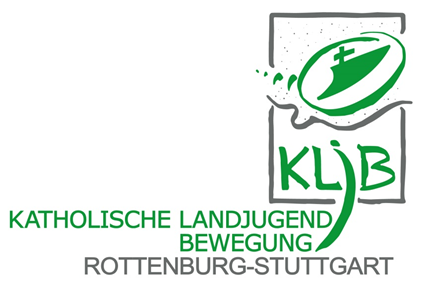 KLjB
KATHOLISCHE LANDJUGEND
BEWEGUNG
ROTTENBURG-STUTTGART